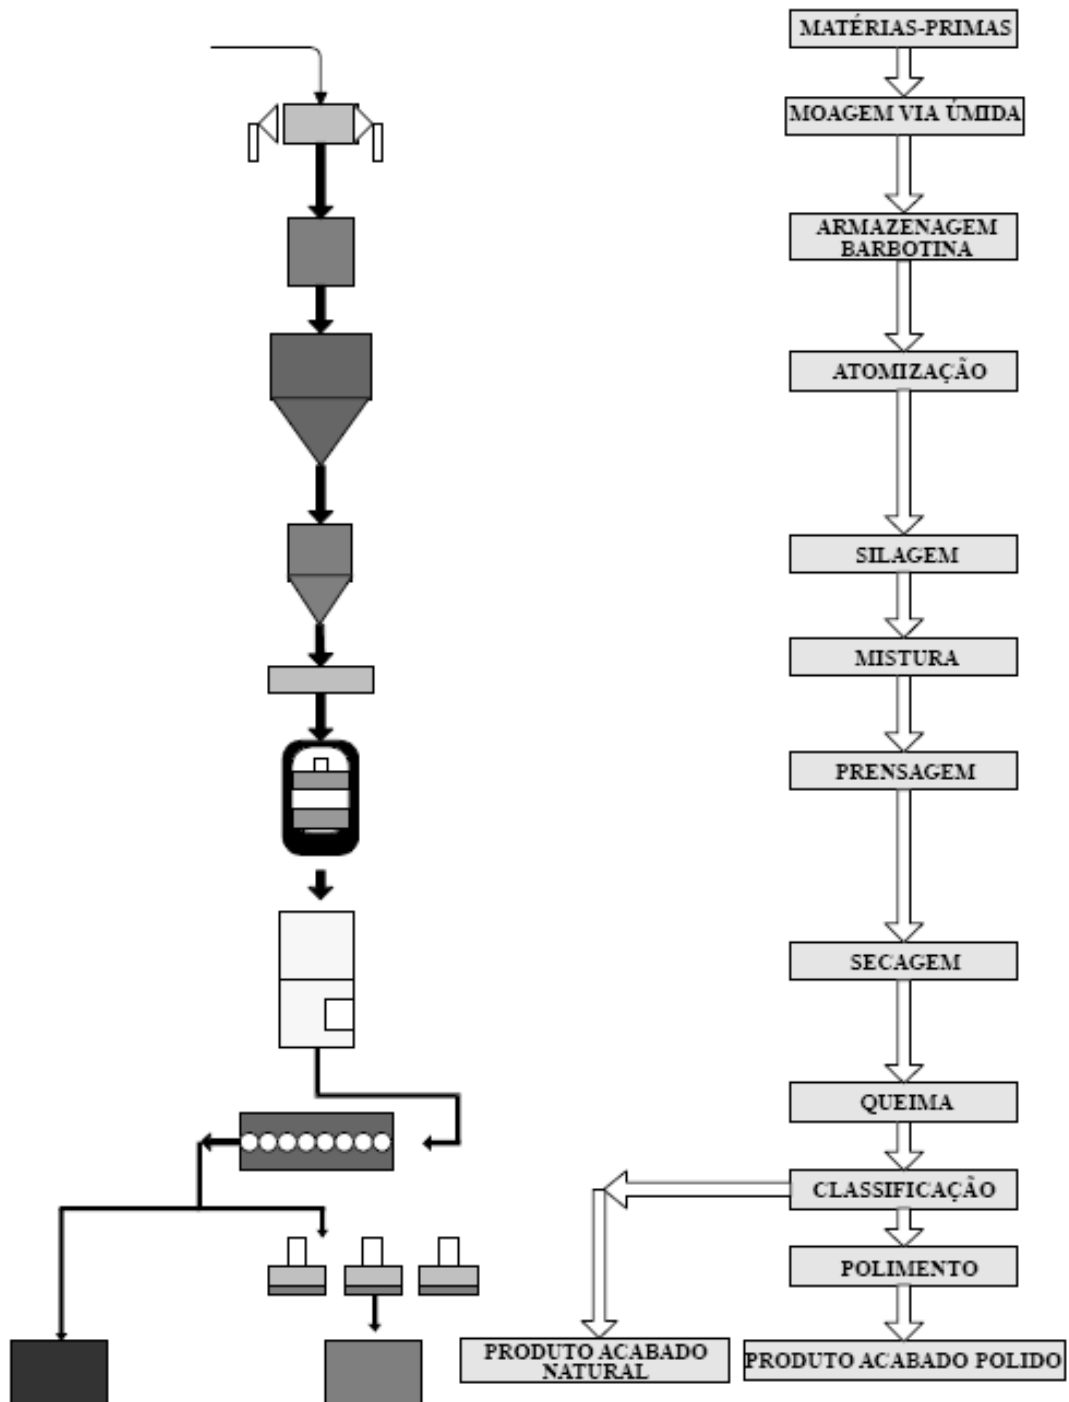 MATÉRIAS-PRIMAS
MOAGEM VIA ÚMIDA
ARMAZENAGEM
BARBOTINA
ATOMIZAÇÃO
SILAGEM
MISTURA
PRENSAGEM
SECAGEM
QUEIMA
CLASSIFICAÇÃO
POLIMENTO
PRODUTO ACABADO
NATURAL
PRODUTO ACABADO POLIDO